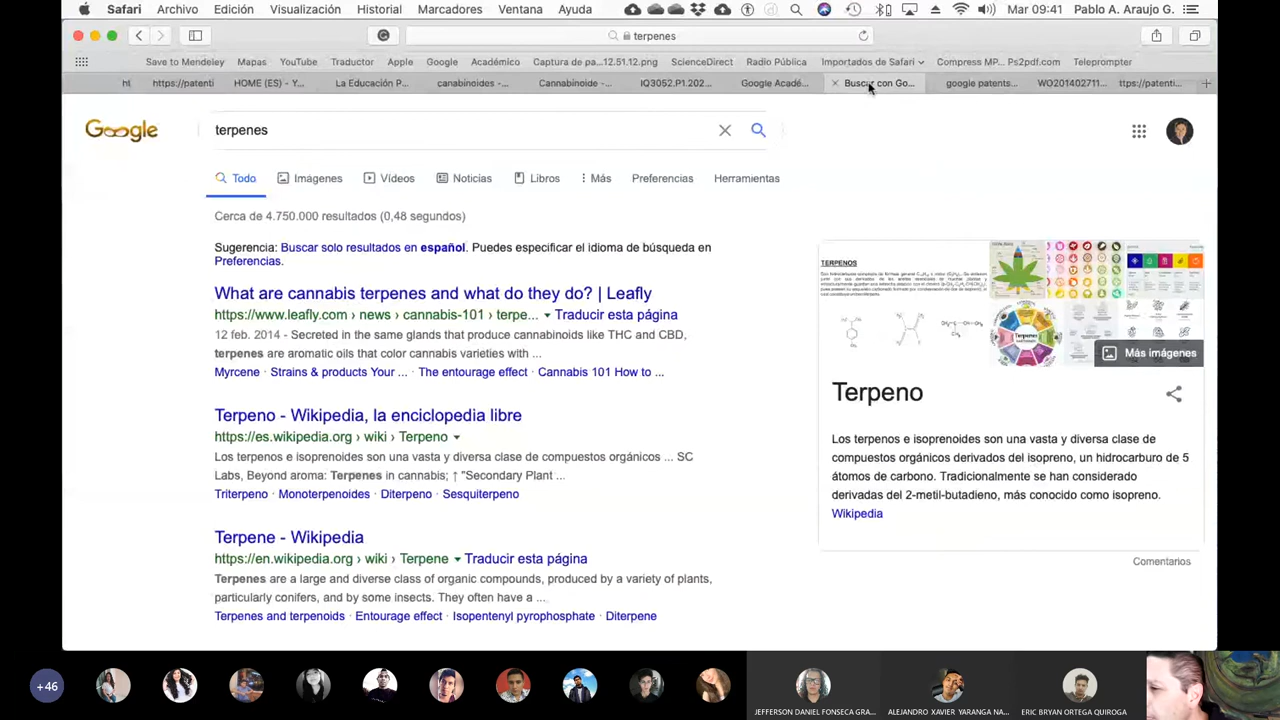 Safari Archivo Edición Visualización Historial Marcadores Ventana Ayuda Mar 09:41 Pablo A. Araujo G.
terpenes
Save to Mendeley Mapas YouTube Traductor Apple Google Académico Captura de pa...12.51.12.png ScienceDirect Radio Pública Importados de Safari Compress MP... Ps2pdf.com Teleprompter
https://patenti HOME (ES) - Y... La Educación P... canabinoides -... Cannabinoide -... IQ3052.P1.202... Google Acadé... Buscar con Go... google patents... WO201402711... ttps://patenti...
Google terpenes
Todo Imágenes Vídeos Noticias Libros Más Preferencias Herramientas
Cerca de 4.750.000 resultados (0,48 segundos)
Sugerencia: Buscar solo resultados en español. Puedes especificar el idioma de búsqueda en
Preferencias.
What are cannabis terpenes and what do they do? | Leafly
https://www.leafly.com › news › cannabis-101 › terpe... Traducir esta página
12 feb. 2014 - Secreted in the same glands that produce cannabinoids like THC and CBD,
terpenes are aromatic oils that color cannabis varieties with ...
Myrcene · Strains & products Your ... · The entourage effect · Cannabis 101 How to ...
Terpeno - Wikipedia, la enciclopedia libre
https://es.wikipedia.org › wiki › Terpeno
Los terpenos e isoprenoides son una vasta y diversa clase de compuestos orgánicos ... SC
Labs, Beyond aroma: Terpenes in cannabis; ↑ "Secondary Plant ...
Triterpeno · Monoterpenoides · Diterpeno · Sesquiterpeno
Terpene - Wikipedia
https://en.wikipedia.org › wiki › Terpene Traducir esta página
Terpenes are a large and diverse class of organic compounds, produced by a variety of plants,
particularly conifers, and by some insects. They often have a ...
Terpenes and terpenoids · Entourage effect · Isopentenyl pyrophosphate · Diterpene
TERPENOS
Más imágenes
Terpeno
Los terpenos e isoprenoides son una vasta y diversa clase de
compuestos orgánicos derivados del isopreno, un hidrocarburo de 5
átomos de carbono. Tradicionalmente se han considerado
derivadas del 2-metil-butadieno, más conocido como isopreno.
Wikipedia
Comentarios
+46
JEFFERSON DANIEL FONSECA GRA... ALEJANDRO XAVIER YARANGA NA... ERIC BRYAN ORTEGA QUIROGA